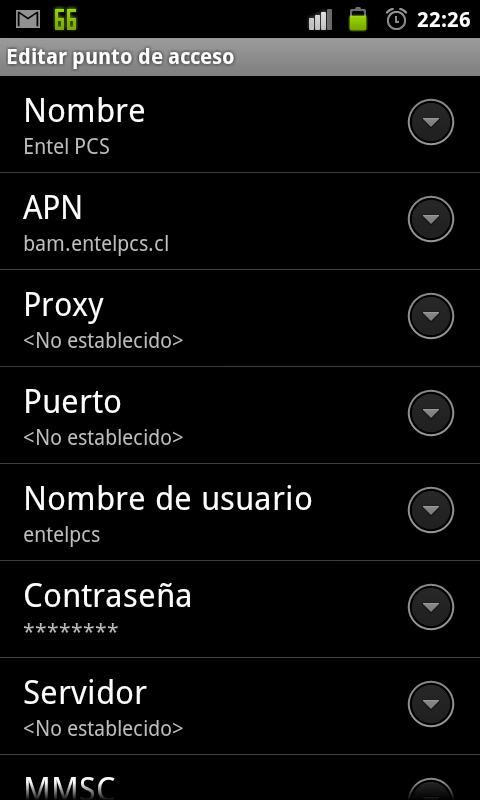 66
22:26
Editar punto de acceso
Nombre
Entel PCS
APN
bam.entelpcs.cl
Proxy
<No establecido>
Puerto
<No establecido>
Nombre de usuario
entelpcs
Contraseña
********
Servidor
<No establecido>
MMSC